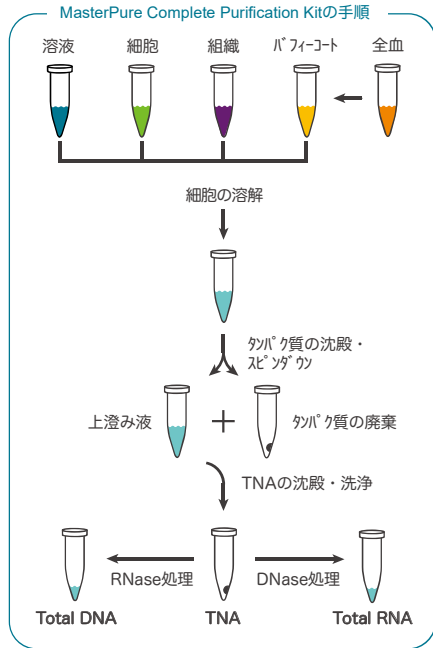 MasterPure Complete Purification Kitの手順
溶液 細胞 組織 バフィーコート 全血
細胞の溶解
タンパク質の沈殿・
スピンダウン
上澄み液 + タンパク質の廃棄
TNAの沈殿・洗浄
RNase処理 DNase処理
Total DNA TNA Total RNA